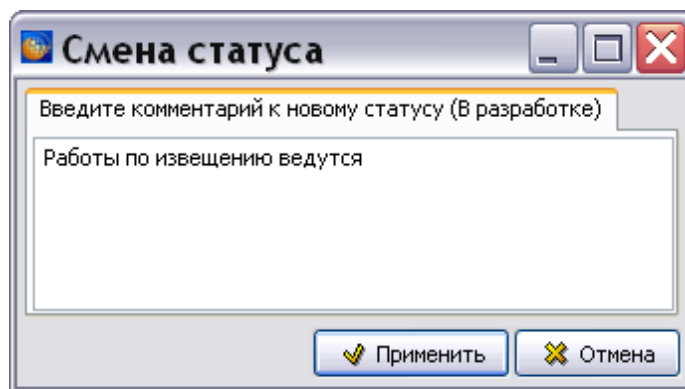 Смена статуса
Введите комментарий к новому статусу (В разработке)
Работы по извещению ведутся
Применить
Отмена